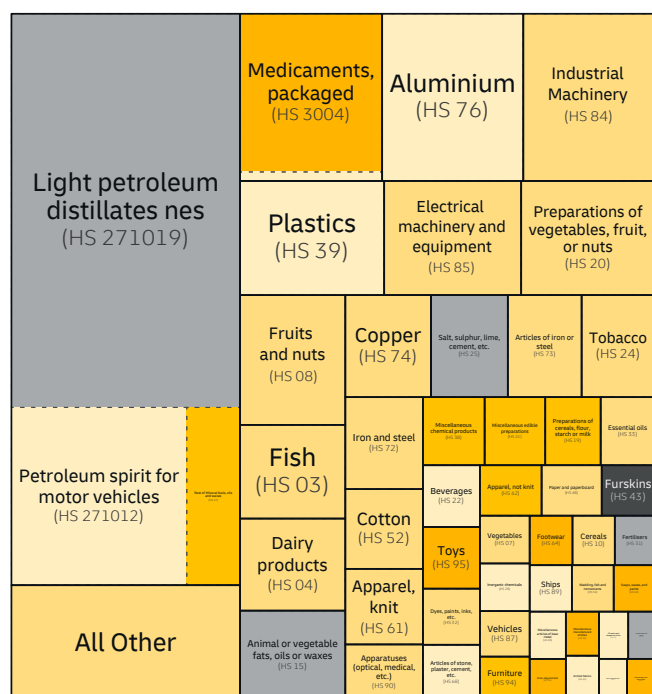 Light petroleum
distillates nes
(HS 271019)
Medicaments,
packaged
(HS 3004)
Aluminium
(HS 76)
Industrial
Machinery
(HS 84)
Plastics
(HS 39)
Electrical
machinery and
equipment
(HS 85)
Preparations of
vegetables, fruit,
or nuts
(HS 20)
Fruits
and nuts
(HS 08)
Copper
(HS 74)
Salt, sulphur, lime,
cement, etc.
(HS 25)
Articles of iron or
steel
(HS 73)
Tobacco
(HS 24)
Iron and steel
(HS 72)
Miscellaneous
chemical products
Miscellaneous edible
preparations
Preparations of
cereals, flour,
starch or milk
(HS 19)
Essential oils
(HS 33)
Petroleum spirit for
motor vehicles
(HS 271012)
Fish
(HS 03)
Beverages
(HS 22)
Apparel, not knit
(HS 62)
Paper and paperboard
Furskins
(HS 43)
Cotton
(HS 52)
Dairy
products
(HS 04)
Toys
(HS 95)
Vegetables
(HS 07)
Footwear
(HS 64)
Cereals
(HS 10)
Fertilisers
(HS 31)
Apparel,
knit
(HS 61)
Inorganic chemicals
Ships
(HS 89)
Dyes, paints, inks,
etc.
(HS 32)
Vehicles
(HS 87)
All Other
Animal or vegetable
fats, oils or waxes
(HS 15)
Apparatuses
(optical, medical,
etc.)
(HS 90)
Articles of stone,
plaster, cement,
etc.
(HS 68)
Furniture
(HS 94)